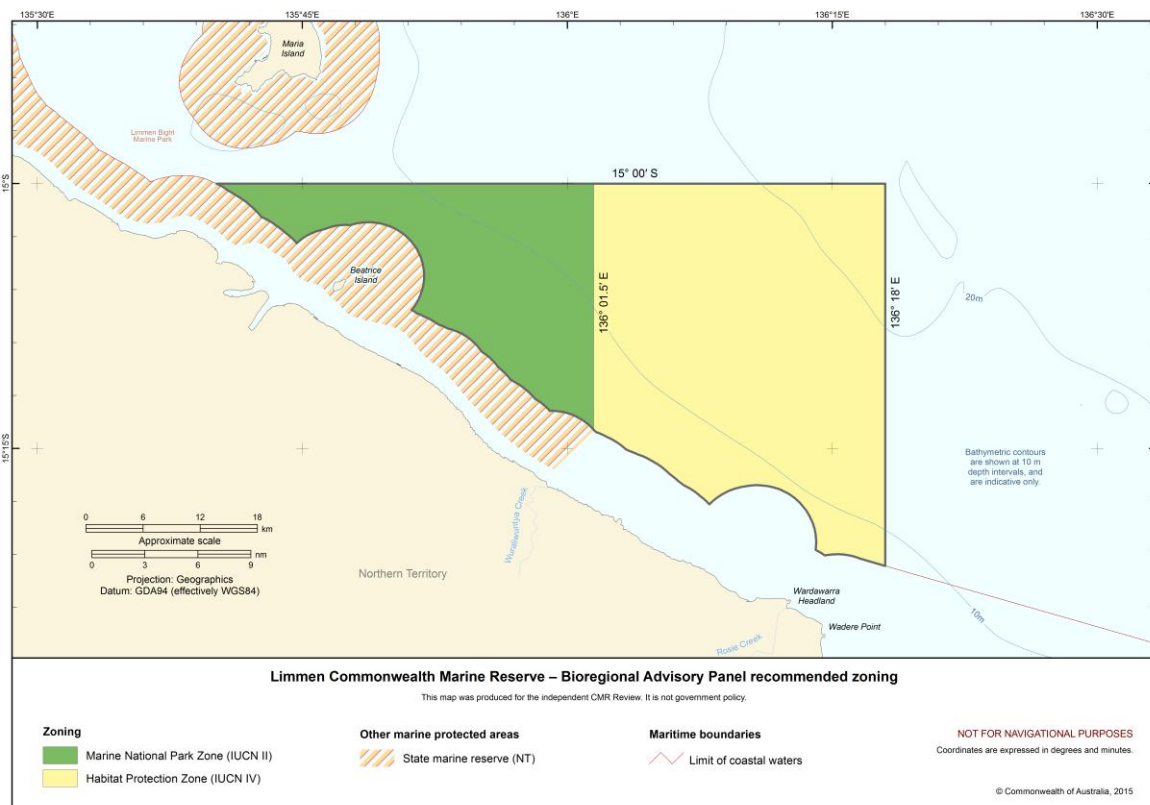 135°30'E
135°45'E
136°E
136°15'E
136°30'E
Maria
Island
Limmen Bight
Marine Park
15°S
15° 00' S
Beatrice
Island
136° 01.5' E
136° 18' E
20m
15°15'S
Bathymetric contours
are shown at 10 m
depth intervals, and
are indicative only.
0 6 12 18
km
Approximate scale
nm
0 3 6 9
Projection: Geographics
Datum: GDA94 (effectively WGS84)
Wuraliwuntya Creek
Northern Territory
Wardawarra
Headland
10m
Wadere Point
Rosie Creek
Limmen Commonwealth Marine Reserve – Bioregional Advisory Panel recommended zoning
This map was produced for the independent CMR Review. It is not government policy.
Zoning
Marine National Park Zone (IUCN II)
Habitat Protection Zone (IUCN IV)
Other marine protected areas
State marine reserve (NT)
Maritime boundaries
Limit of coastal waters
NOT FOR NAVIGATIONAL PURPOSES
Coordinates are expressed in degrees and minutes.
© Commonwealth of Australia, 2015